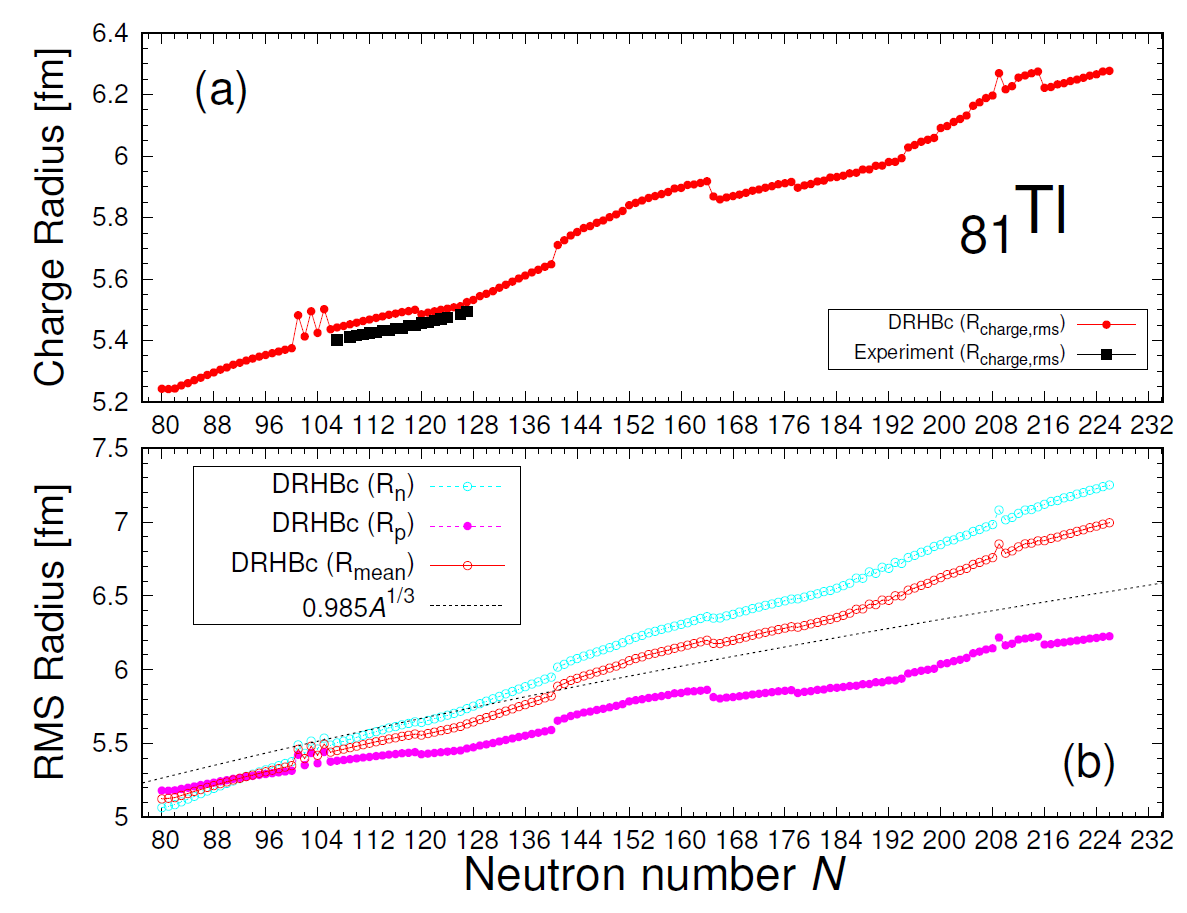 6.4
6.2
6
5.8
5.6
5.4
5.2
Charge Radius [fm]
(a)
81Tl
DRHBc (Rcharge,rms)
Experiment (Rcharge,rms)
80 88 96 104 112 120 128 136 144 152 160 168 176 184 192 200 208 216 224 232
7.5
7
6.5
6
5.5
5
RMS Radius [fm]
DRHBc (Rn)
DRHBc (Rp)
DRHBc (Rmean)
0.985A1/3
(b)
80 88 96 104 112 120 128 136 144 152 160 168 176 184 192 200 208 216 224 232
Neutron number N